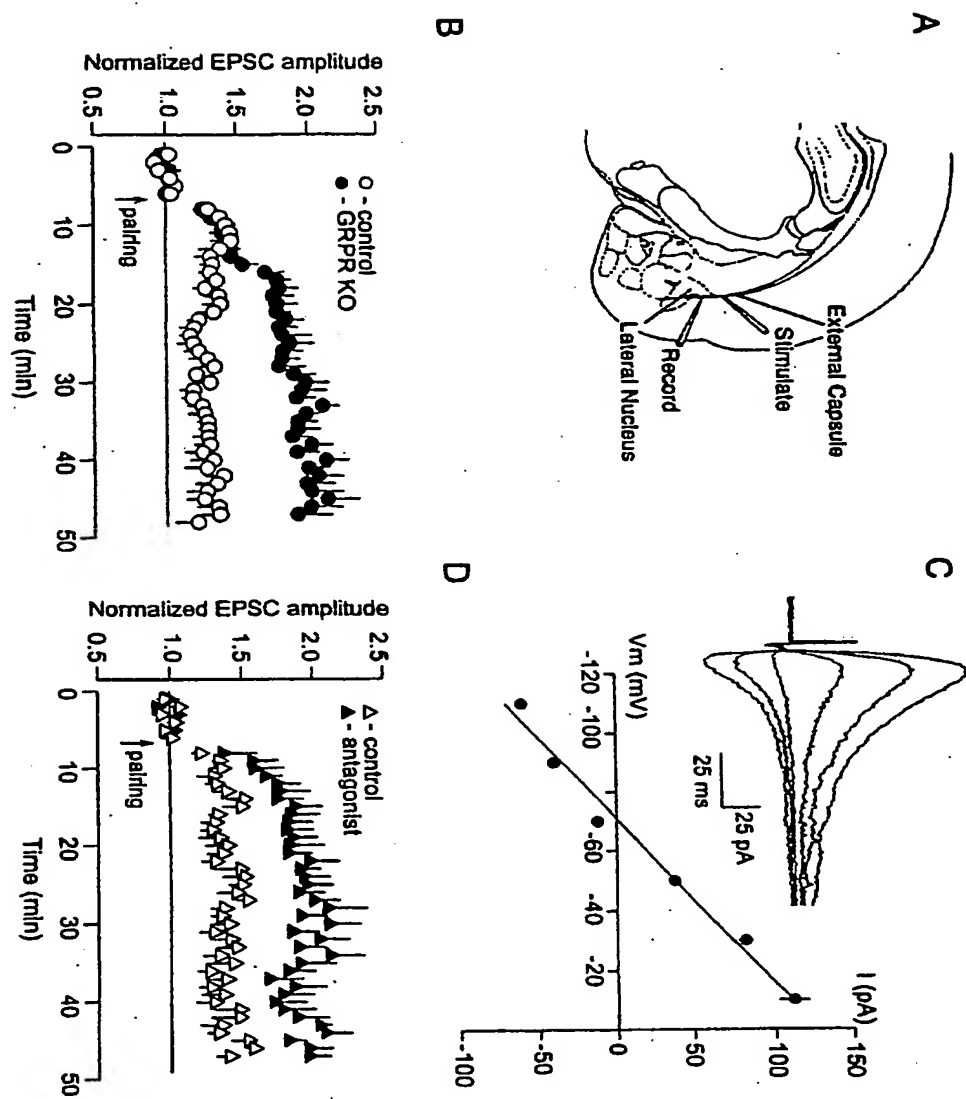 A
External Capsule
Stimulate
Record
Lateral Nucleus
B
Normalized EPSC amplitude
2.5
2.0
1.5
1.0
0.5
○ - control
● - GRPR KO
↑pairing
0
10
20
30
40
50
Time (min)
C
25 pA
25 ms
I (pA)
150
100
50
0
-50
-100
Vm (mV)
-120
-100
-60
-40
-20
D
Normalized EPSC amplitude
2.5
2.0
1.5
1.0
0.5
△ - control
▲ - antagonist
↑pairing
0
10
20
30
40
50
Time (min)